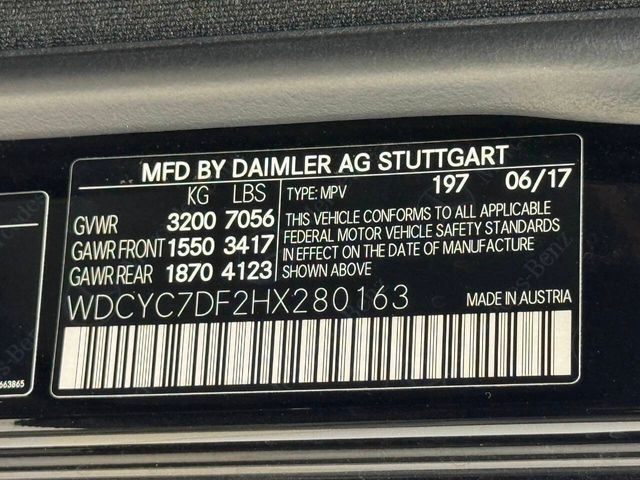 MFD BY DAIMLER AG STUTTGART
KG LBS
GVWR 3200 7056
GAWR FRONT 1550 3417
GAWR REAR 1870 4123
TYPE: MPV 197 06/17
THIS VEHICLE CONFORMS TO ALL APPLICABLE
FEDERAL MOTOR VEHICLE SAFETY STANDARDS
IN EFFECT ON THE DATE OF MANUFACTURE
SHOWN ABOVE
WDCYC7DF2HX280163
MADE IN AUSTRIA
663865